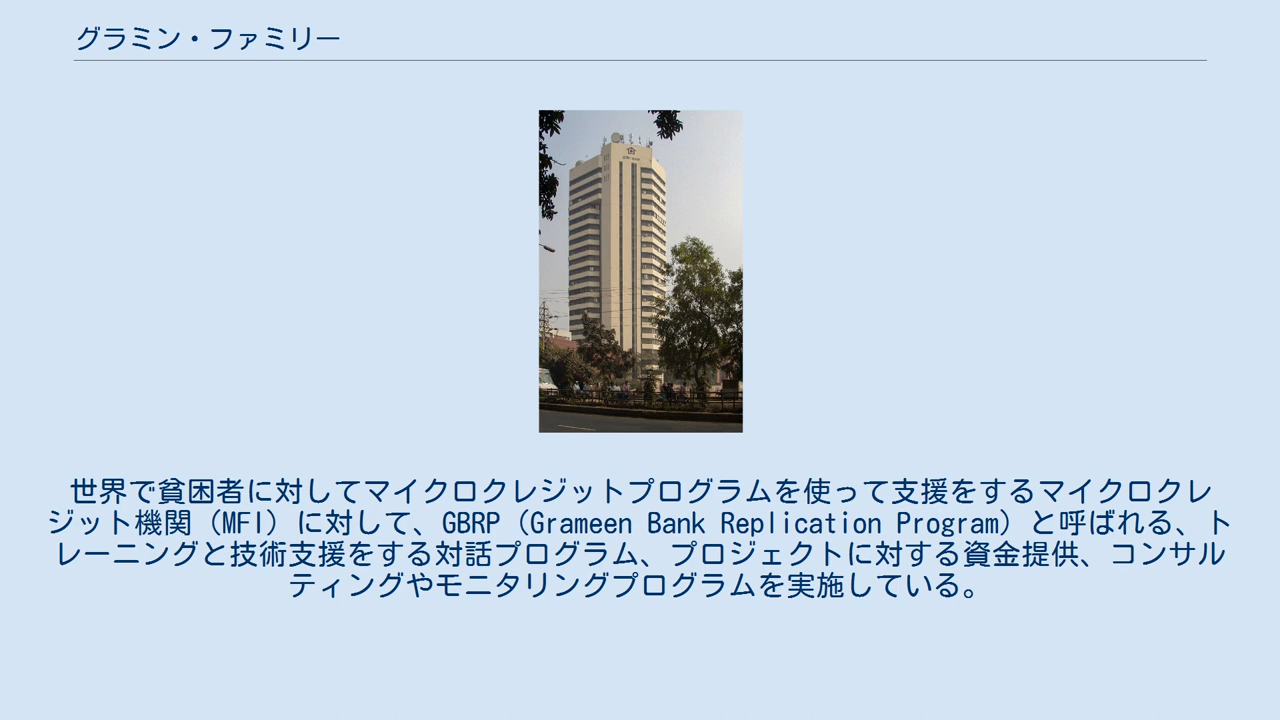 グラミン・ファミリー
世界で貧困者に対してマイクロクレジットプログラムを使って支援をするマイクロクレ
ジット機関（MFI）に対して、GBRP（Grameen Bank Replication Program）と呼ばれる、ト
レーニングと技術支援をする対話プログラム、プロジェクトに対する資金提供、コンサル
ティングやモニタリングプログラムを実施している。